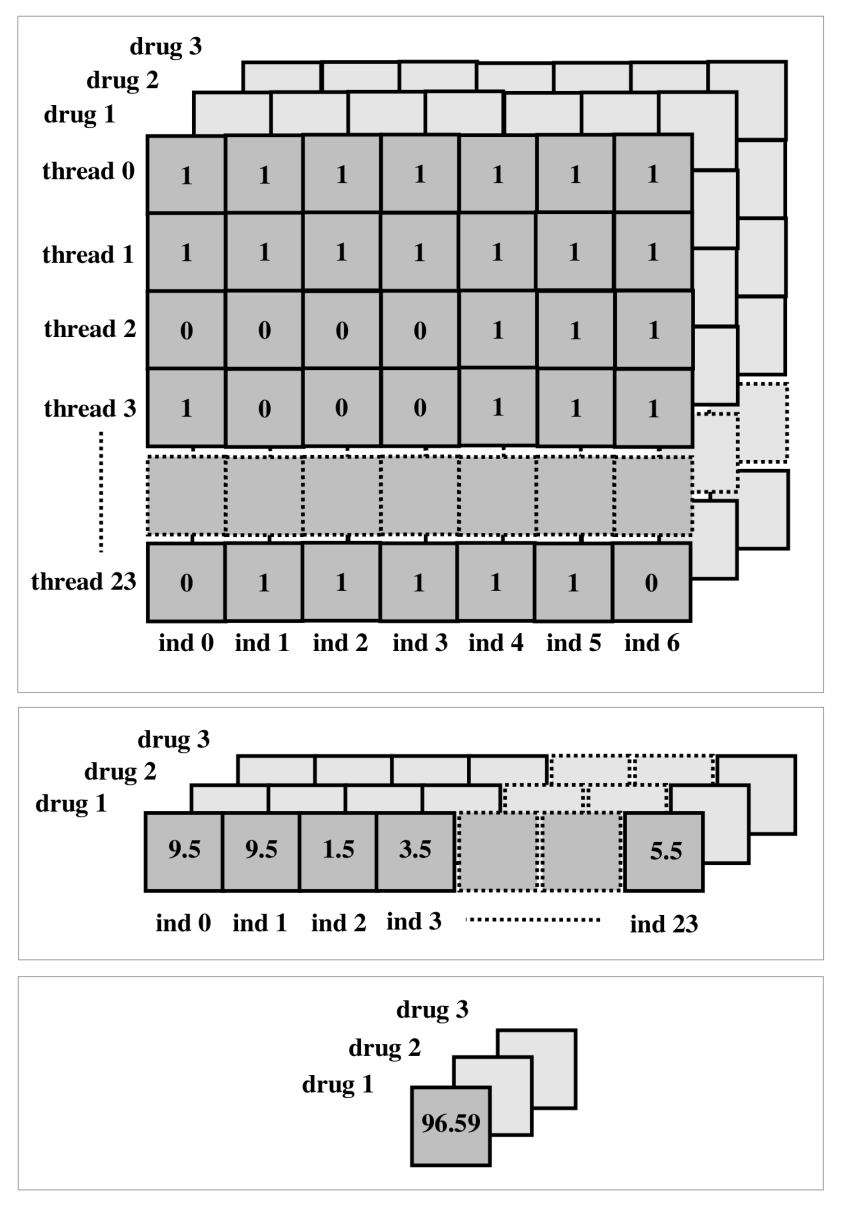 drug 3
drug 2
drug 1
thread 0 1 1 1 1 1 1 1
thread 1 1 1 1 1 1 1 1
thread 2 0 0 0 0 1 1 1
thread 3 1 0 0 0 1 1 1
thread 23 0 1 1 1 1 1 0
ind 0 ind 1 ind 2 ind 3 ind 4 ind 5 ind 6
drug 3
drug 2
drug 1
9.5 9.5 1.5 3.5 5.5
ind 0 ind 1 ind 2 ind 3 ind 23
drug 3
drug 2
drug 1
96.59